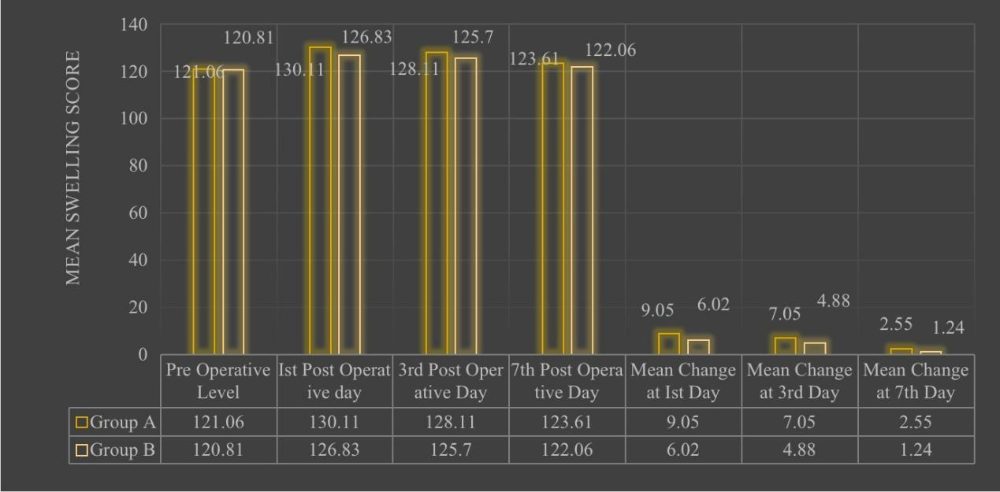 MEAN SWELLING SCORE
140
120
100
80
60
40
20
0
121.06
120.81
130.11
126.83
128.11
125.7
123.61
122.06
9.05
6.02
7.05
4.88
2.55
1.24
Pre Operative
Level
Ist Post Operat
ive day
3rd Post Oper
ative Day
7th Post Opera
tive Day
Mean Change
at Ist Day
Mean Change
at 3rd Day
Mean Change
at 7th Day
Group A 121.06 130.11 128.11 123.61 9.05 7.05 2.55
Group B 120.81 126.83 125.7 122.06 6.02 4.88 1.24